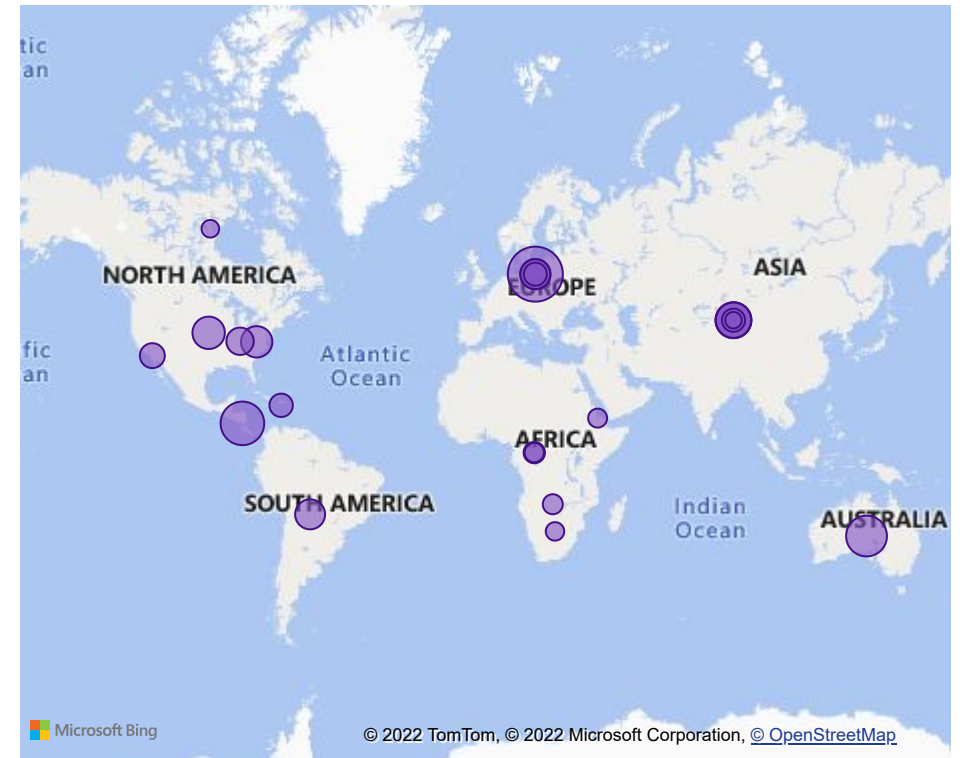 tic
an
NORTH AMERICA
EUROPE
ASIA
fic
an
Atlantic
Ocean
AFRICA
SOUTH AMERICA
Indian
Ocean
AUSTRALIA
Microsoft Bing
© 2022 TomTom, © 2022 Microsoft Corporation, © OpenStreetMap